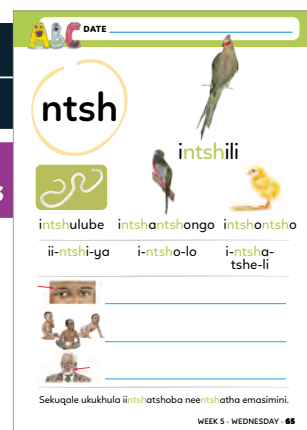 ABC DATE
ntsh
intshili
intshulube intshantshongo intshontsho
ii-ntshi-ya i-ntsho-lo i-ntsha-
tshe-li
Sekuqale ukukhula iintshatshoba neentshatha emasimini.
WEEK 5 • WEDNESDAY • 65